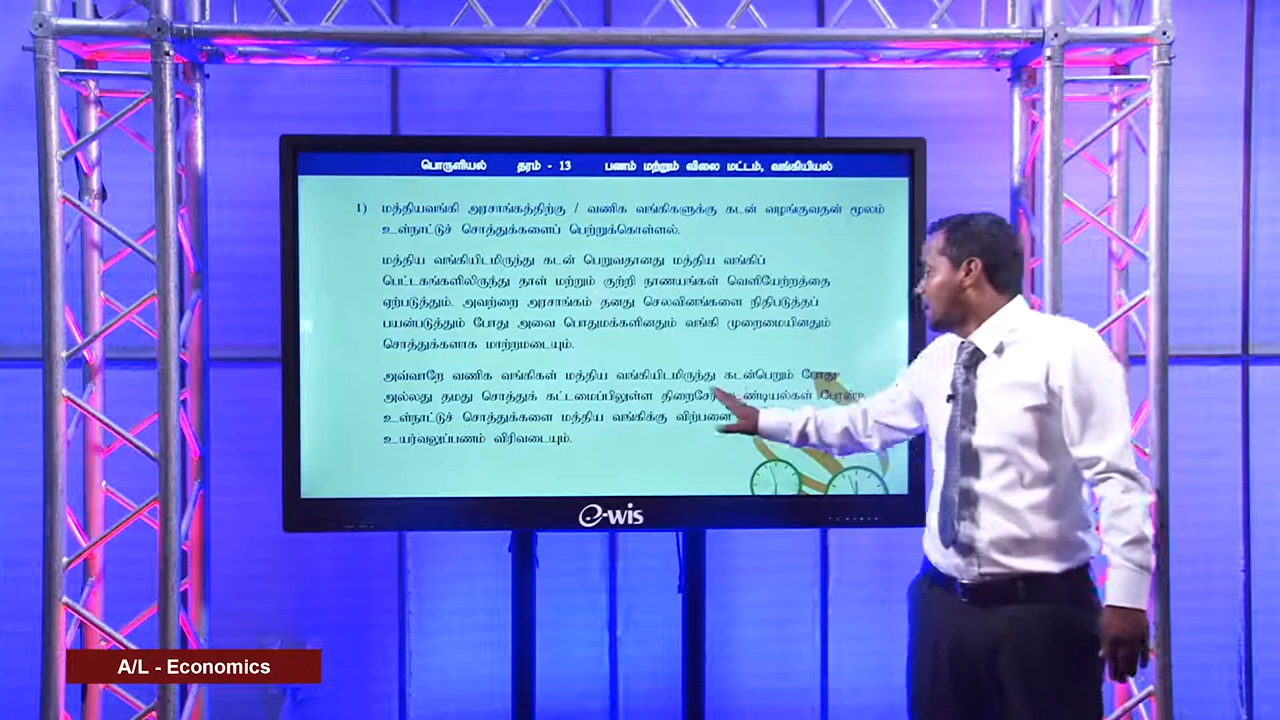 பொருளியல் தரம் - 13 பணம் மற்றும் விலை மட்டம், வங்கியியல்
1) மத்தியவங்கி அரசாங்கத்திற்கு / வணிக வங்கிகளுக்கு கடன் வழங்குவதன் மூலம்
உள்நாட்டுச் சொத்துக்களைப் பெற்றுக்கொள்ளல்.
மத்திய வங்கியிடமிருந்து கடன் பெறுவதானது மத்திய வங்கிப்
பெட்டகங்களிலிருந்து தாள் மற்றும் குற்றி நாணயங்கள் வெளியேற்றத்தை
ஏற்படுத்தும். அவற்றை அரசாங்கம் தனது செலவினங்களை நிதிபடுத்தப்
பயன்படுத்தும் போது அவை பொதுமக்களினதும் வங்கி முறைமையினதும்
சொத்துக்களாக மாற்றமடையும்.
அவ்வாறே வணிக வங்கிகள் மத்திய வங்கியிடமிருந்து கடன்பெறும் போது
அல்லது தமது சொத்துக் கட்டமைப்பிலுள்ள திறைசேரி
உள்நாட்டுச் சொத்துக்களை மத்திய வங்கிக்கு விற்பனை
உயர்வலுப்பணம் விரிவடையும்.
e-wis
A/L - Economics